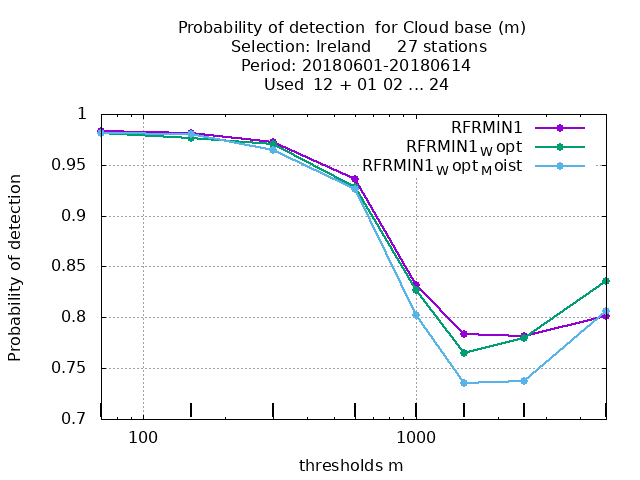 Probability of detection  for Cloud base (m)
Selection: Ireland     27 stations
Period: 20180601-20180614
Used  12 + 01 02 ... 24
RFRMIN1
RFRMIN1Wopt
RFRMIN1WoptMoist
1
0.95
0.9
0.85
0.8
0.75
0.7
Probability of detection
100
1000
thresholds m